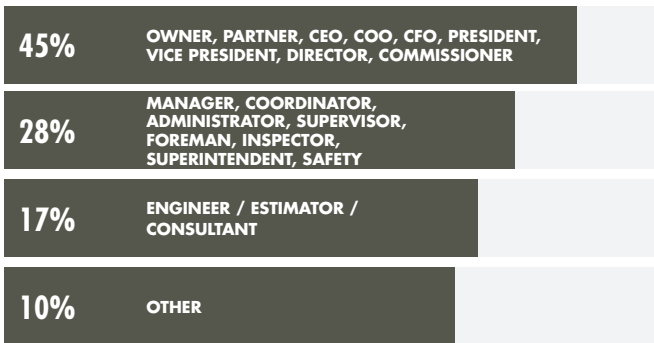 45%
OWNER, PARTNER, CEO, COO, CFO, PRESIDENT,
VICE PRESIDENT, DIRECTOR, COMMISSIONER
28%
MANAGER, COORDINATOR,
ADMINISTRATOR, SUPERVISOR,
FOREMAN, INSPECTOR,
SUPERINTENDENT, SAFETY
17%
ENGINEER / ESTIMATOR /
CONSULTANT
10%
OTHER